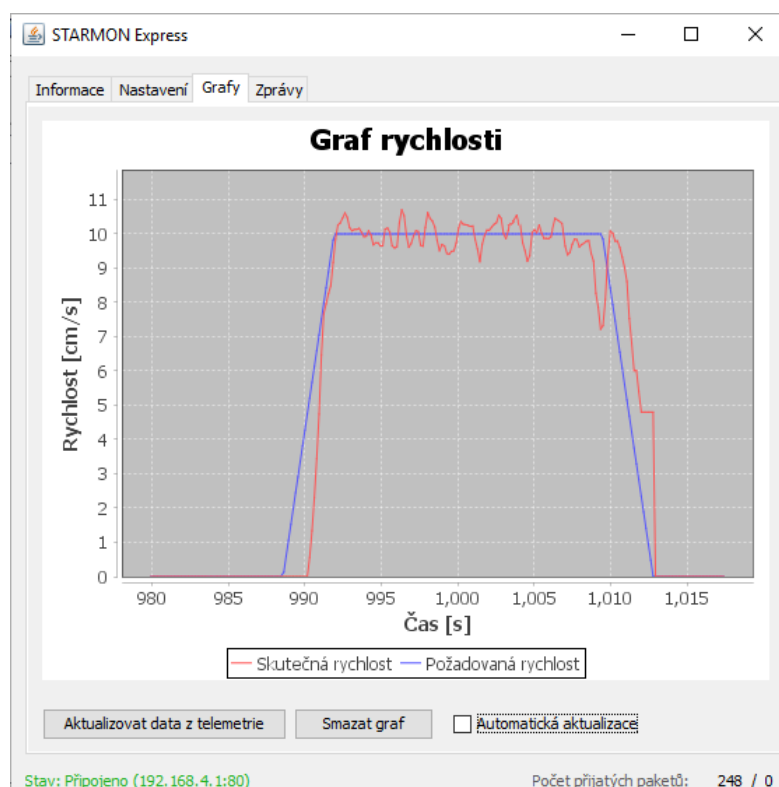 STARMON Express
Informace Nastavení Grafy Zprávy
Graf rychlosti
11
10
9
8
7
6
5
4
3
2
1
0
Rychlost [cm/s]
980 985 990 995 1,000 1,005 1,010 1,015
Čas [s]
Skutečná rychlost Požadovaná rychlost
Aktualizovat data z telemetrie Smazat graf Automatická aktualizace
Stav: Připojeno (192.168.4.1:80) Počet přijatých paketů: 248 / 0